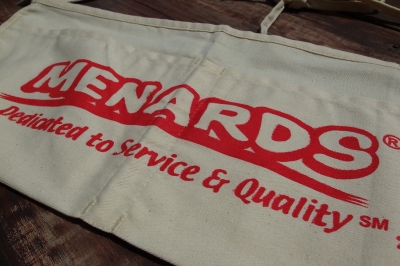 MENARDS®
Dedicated to Service & Quality℠